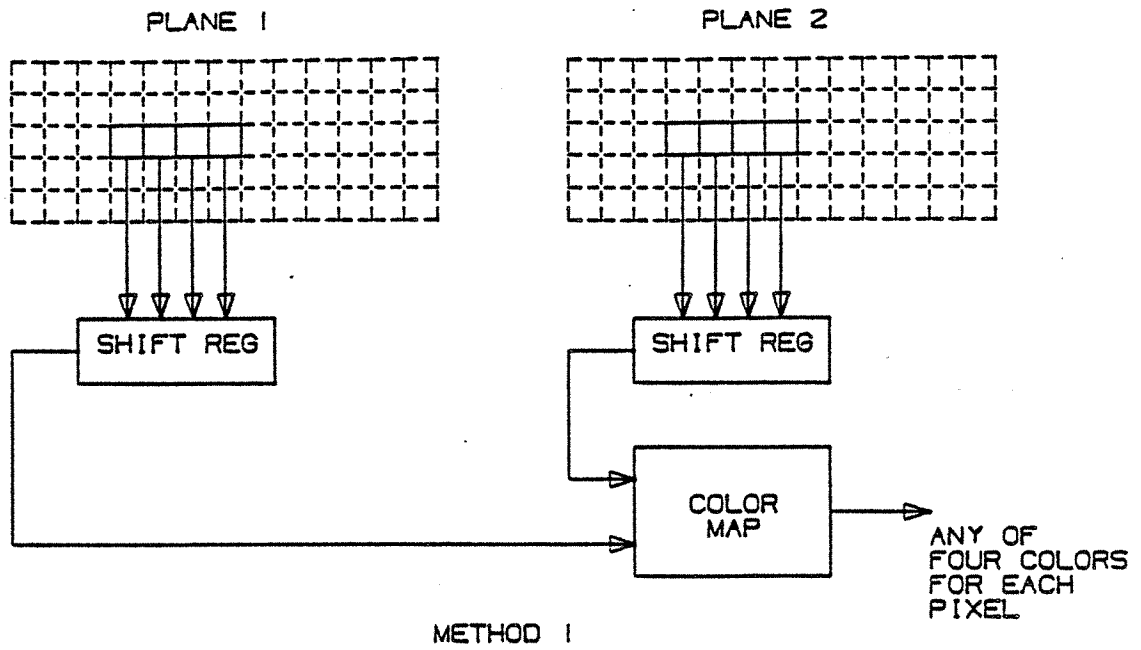 PLANE 1
PLANE 2
SHIFT REG
SHIFT REG
COLOR
MAP
ANY OF
FOUR COLORS
FOR EACH
PIXEL
METHOD 1